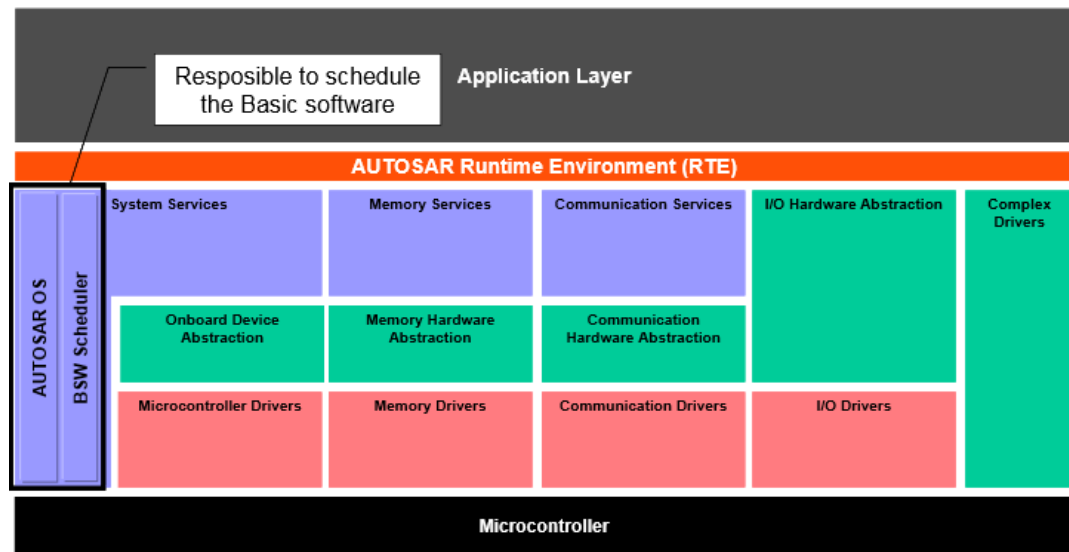 Resposible to schedule
the Basic software
Application Layer
AUTOSAR Runtime Environment (RTE)
AUTOSAR OS
BSW Scheduler
System Services
Memory Services
Communication Services
I/O Hardware Abstraction
Complex
Drivers
Onboard Device
Abstraction
Memory Hardware
Abstraction
Communication
Hardware Abstraction
Microcontroller Drivers
Memory Drivers
Communication Drivers
I/O Drivers
Microcontroller